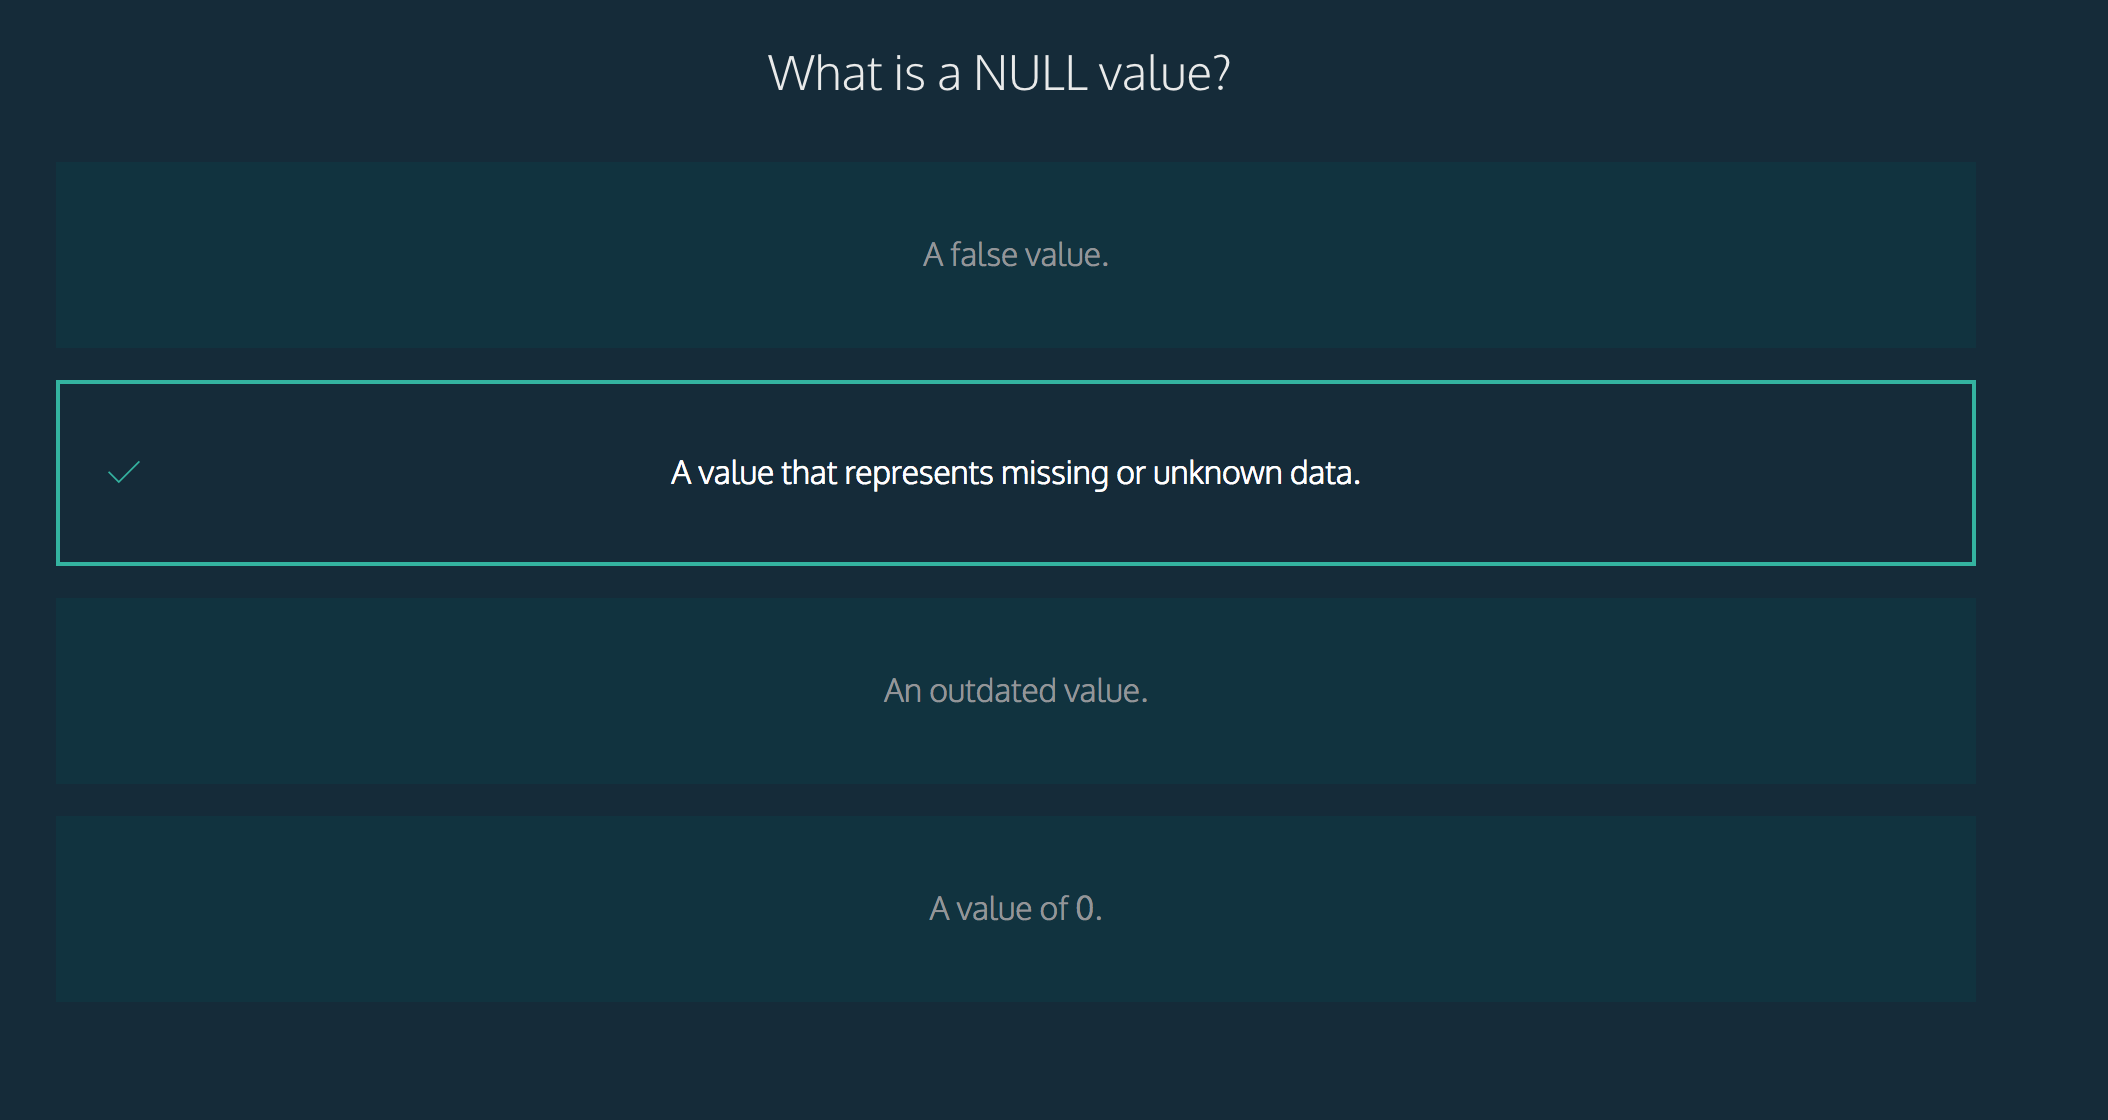 What is a NULL value?
A false value.
A value that represents missing or unknown data.
An outdated value.
A value of 0.